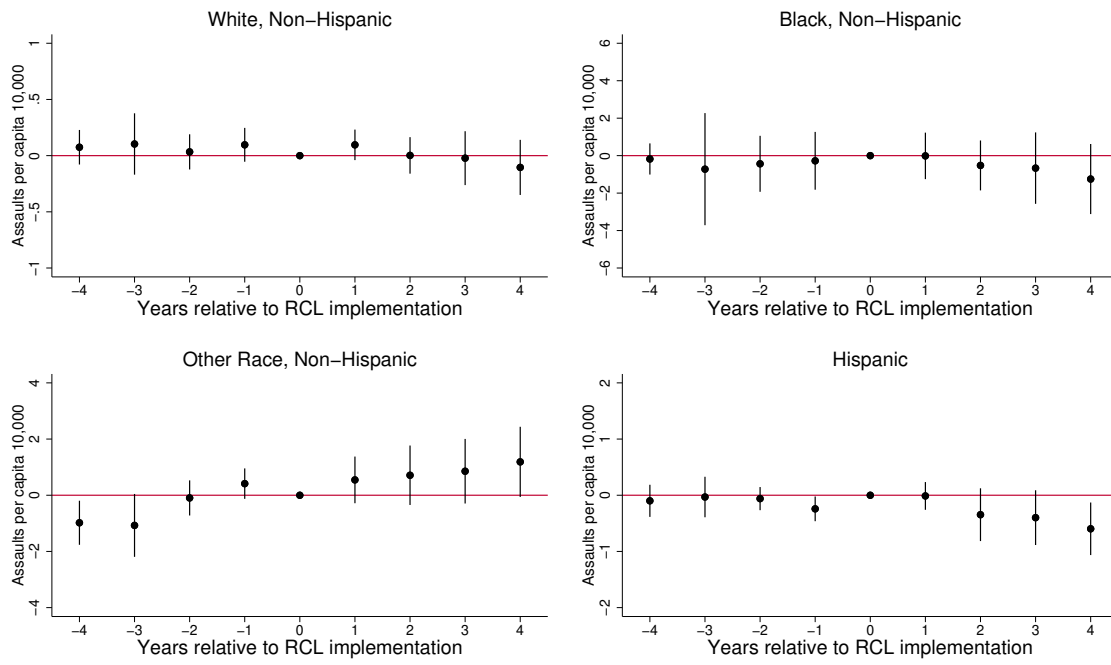 White, Non−Hispanic
Assaults per capita 10,000
1
.5
0
−.5
−1
−4 −3 −2 −1 0 1 2 3 4
Years relative to RCL implementation
Black, Non−Hispanic
Assaults per capita 10,000
6
4
2
0
−2
−4
−6
−4 −3 −2 −1 0 1 2 3 4
Years relative to RCL implementation
Other Race, Non−Hispanic
Assaults per capita 10,000
4
2
0
−2
−4
−4 −3 −2 −1 0 1 2 3 4
Years relative to RCL implementation
Hispanic
Assaults per capita 10,000
2
1
0
−1
−2
−4 −3 −2 −1 0 1 2 3 4
Years relative to RCL implementation